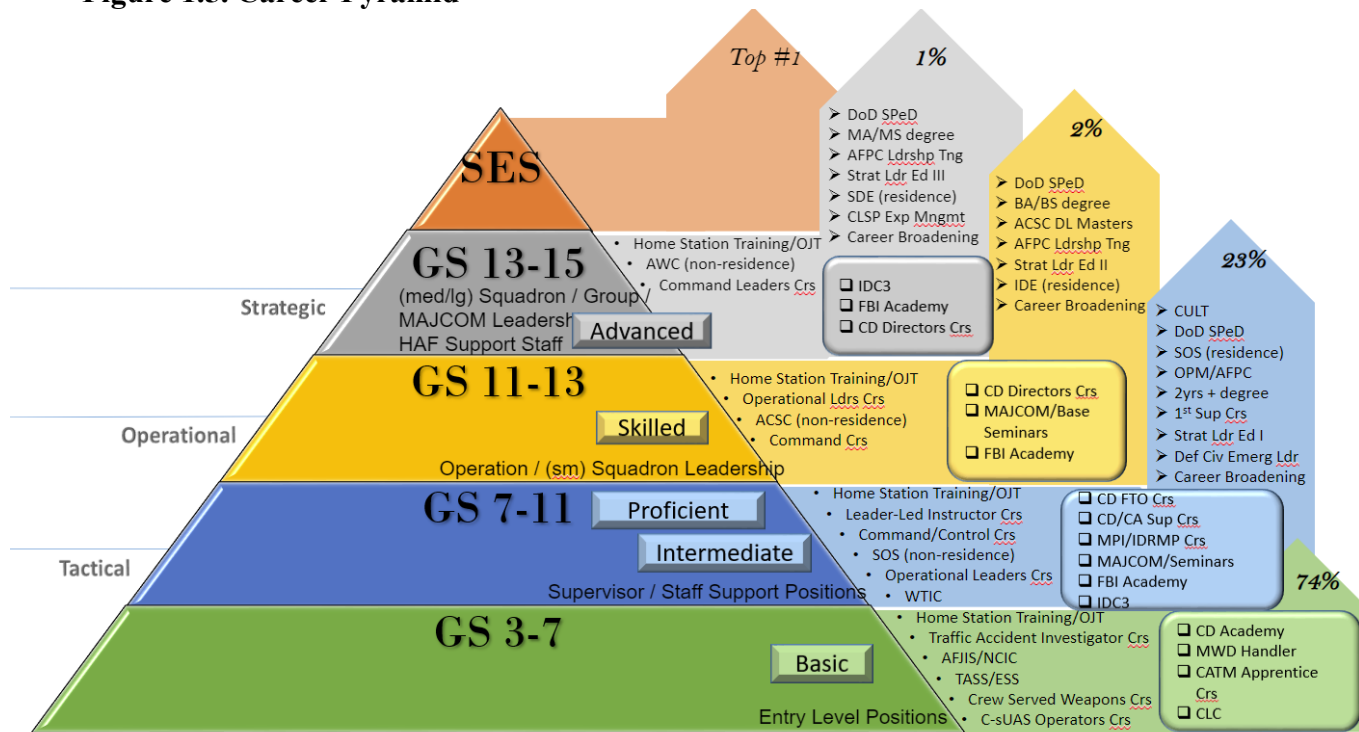 Figure Career Pyramid
Top #1
1%
➢ DoD SPeD
➢ MA/MS degree
➢ AFPC Ldrshp Tng
➢ Strat Ldr Ed III
➢ SDE (residence)
➢ CLSP Exp Mngmt
➢ Career Broadening
2%
➢ DoD SPeD
➢ BA/BS degree
➢ ACSC DL Masters
➢ AFPC Ldrshp Tng
➢ Strat Ldr Ed II
➢ IDE (residence)
➢ Career Broadening
23%
➢ CULT
➢ DoD SPeD
➢ SOS (residence)
➢ OPM/AFPC
➢ 2yrs + degree
➢ 1st Sup Crs
➢ Strat Ldr Ed I
➢ Def Civ Emerg Ldr
➢ Career Broadening
74%
SES
Strategic
GS 13-15
(med/lg) Squadron / Group /
MAJCOM Leadersh
HAF Support Staff
Advanced
• Home Station Training/OJT
• AWC (non-residence)
• Command Leaders Crs
❑ IDC3
❑ FBI Academy
❑ CD Directors Crs
Operational
GS 11-13
Skilled
Operation / (sm) Squadron Leadership
• Home Station Training/OJT
• Operational Ldrs Crs
• ACSC (non-residence)
• Command Crs
❑ CD Directors Crs
❑ MAJCOM/Base
Seminars
❑ FBI Academy
Tactical
GS 7-11
Proficient
Intermediate
Supervisor / Staff Support Positions
• Home Station Training/OJT
• Leader-Led Instructor Crs
• Command/Control Crs
• SOS (non-residence)
• Operational Leaders Crs
• WTIC
❑ CD FTO Crs
❑ CD/CA Sup Crs
❑ MPI/IDRMP Crs
❑ MAJCOM/Seminars
❑ FBI Academy
❑ IDC3
GS 3-7
Basic
Entry Level Positions
• Home Station Training/OJT
• Traffic Accident Investigator Crs
• AFJIS/NCIC
• TASS/ESS
• Crew Served Weapons Crs
• C-sUAS Operators Crs
❑ CD Academy
❑ MWD Handler
❑ CATM Apprentice
Crs
❑ CLC